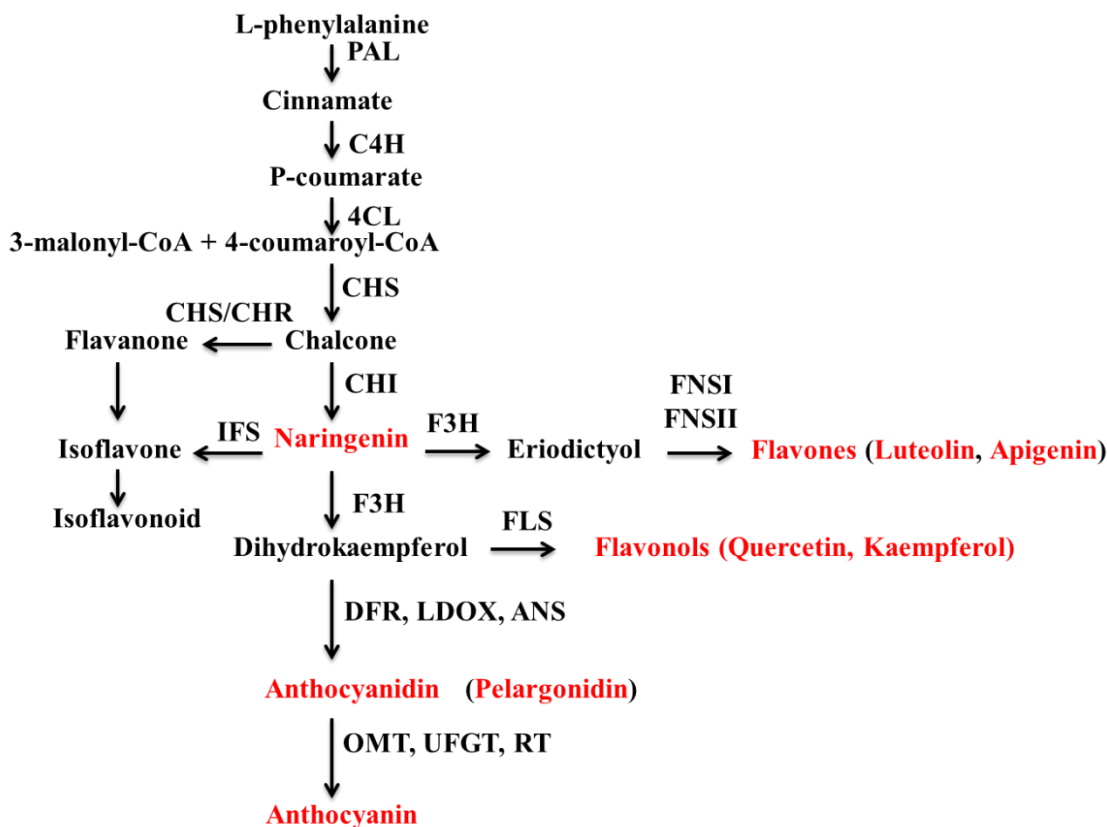 L-phenylalanine
PAL
Cinnamate
C4H
P-coumarate
4CL
3-malonyl-CoA + 4-coumaroyl-CoA
CHS
CHS/CHR
Flavanone
Chalcone
CHI
FNSI
FNSII
Isoflavone
IFS
Naringenin
F3H
Eriodictyol
Flavones (Luteolin, Apigenin)
F3H
Isoflavonoid
FLS
Dihydrokaempferol
Flavonols (Quercetin, Kaempferol)
DFR, LDOX, ANS
Anthocyanidin (Pelargonidin)
OMT, UFGT, RT
Anthocyanin